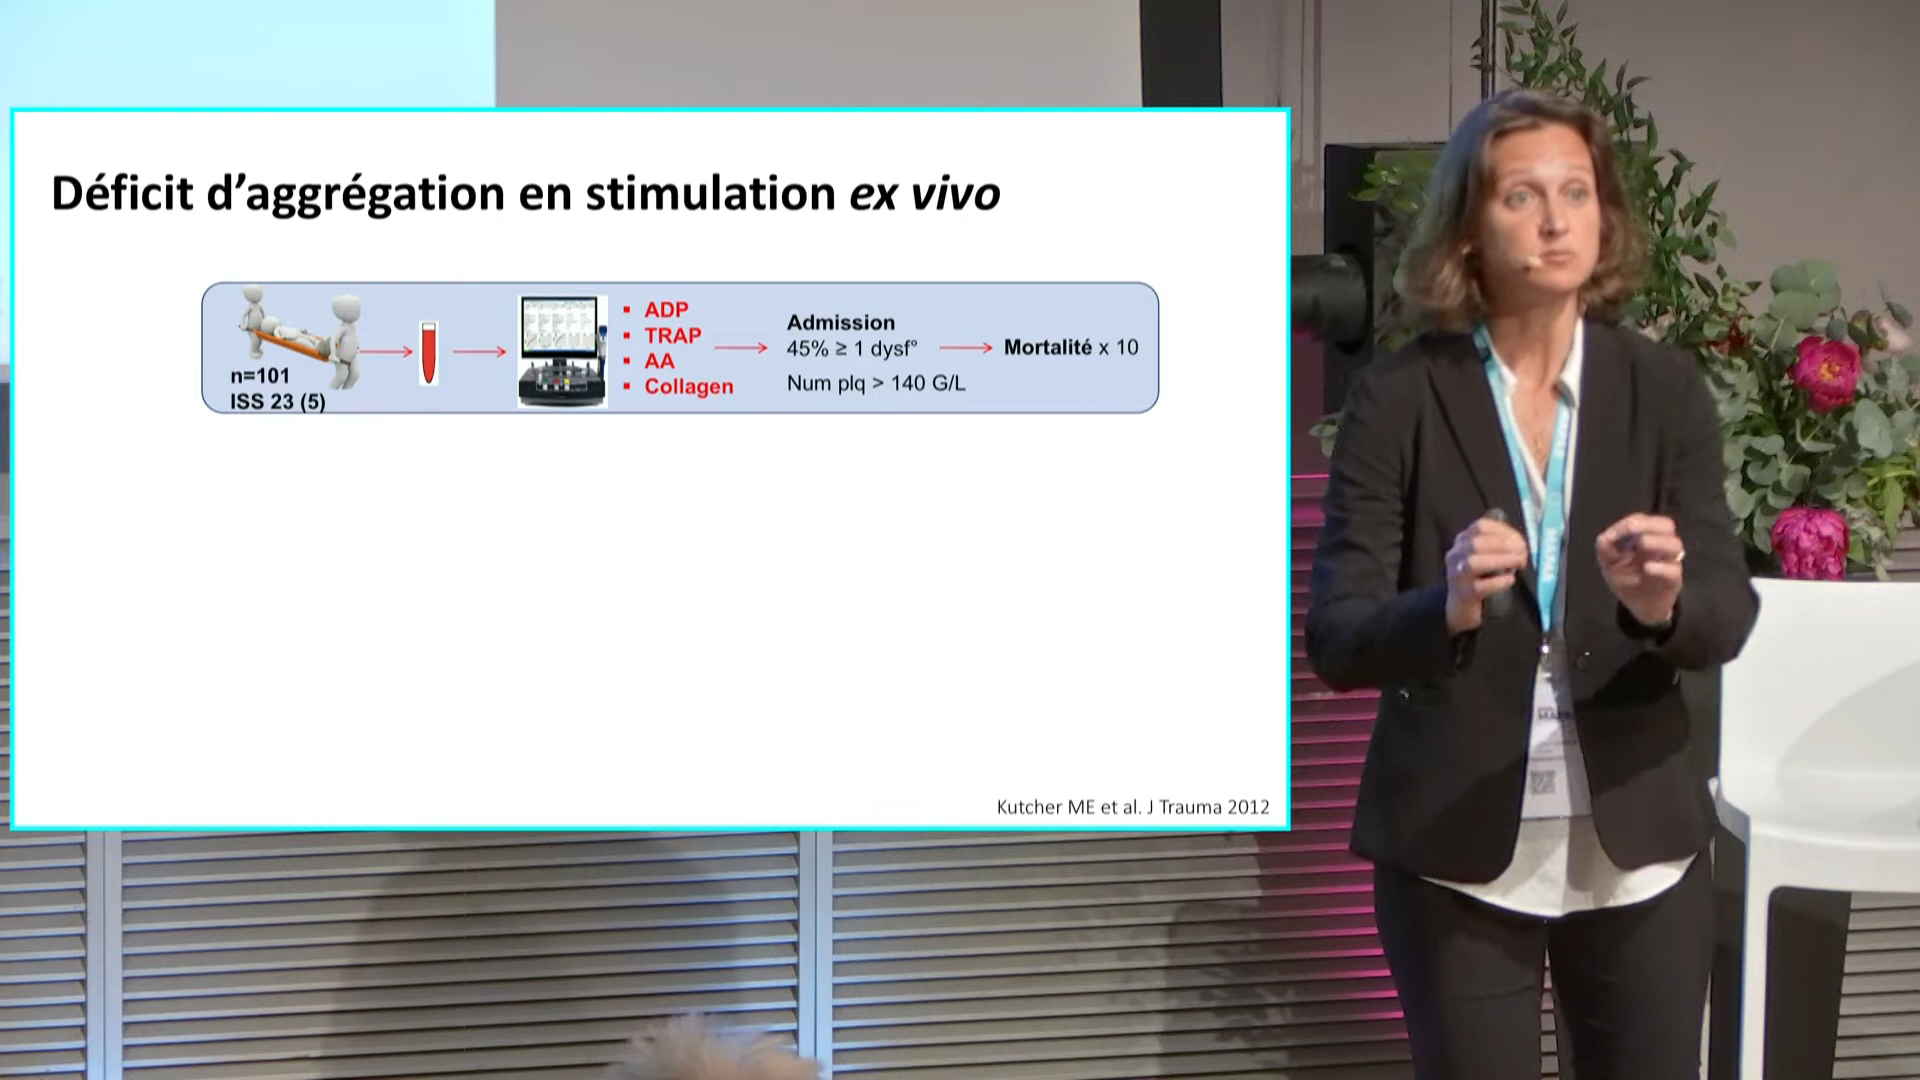 Déficit d’aggrégation en stimulation ex vivo
n=101
ISS 23 (5)
▪ ADP
▪ TRAP
▪ AA
▪ Collagen
Admission
45% ≥ 1 dysf°
Num plq > 140 G/L
Mortalité x 10
Kutcher ME et al. J Trauma 2012